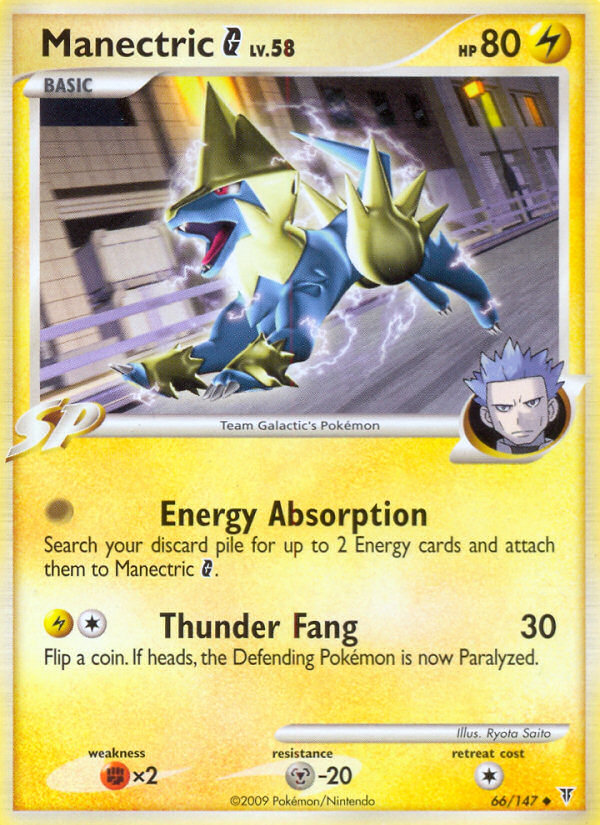 Manectric G LV.58 HP 80
BASIC
SP
Team Galactic's Pokémon
Energy Absorption
Search your discard pile for up to 2 Energy cards and attach
them to Manectric G.
Thunder Fang 30
Flip a coin. If heads, the Defending Pokémon is now Paralyzed.
Illus. Ryota Saito
weakness resistance retreat cost
×2 -20
©2009 Pokémon/Nintendo 66/147